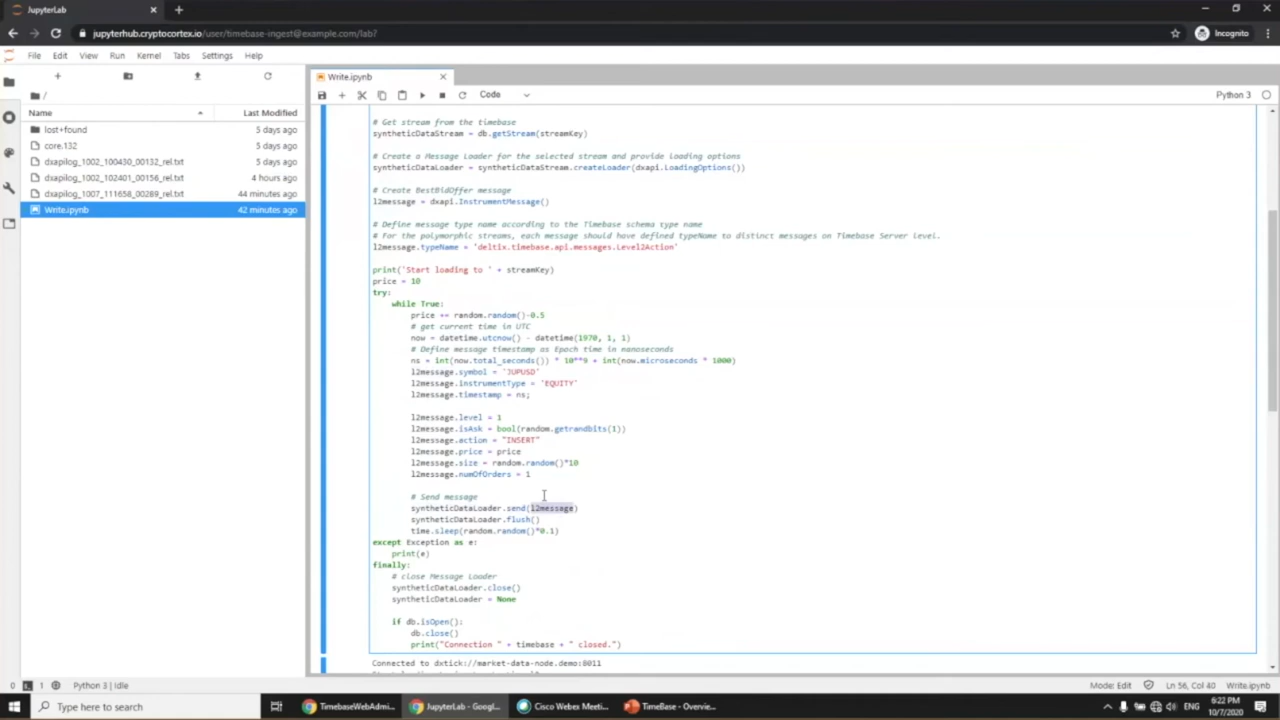 JupyterLab
jupyterhub.cryptocortex.io/user/timebase-ingest@example.com/lab?
Incognito
File Edit View Run Kernel Tabs Settings Help
Write.ipynb
/
Code
Python 3
Name
Last Modified
lost+found
5 days ago
core.132
5 days ago
dxapilog_1002_100430_00132_rel.txt
5 days ago
dxapilog_1002_102401_00156_rel.txt
4 hours ago
dxapilog_1007_111658_00289_rel.txt
44 minutes ago
Write.ipynb
42 minutes ago
# Get stream from the timebase
syntheticDataStream = db.getStream(streamKey)
# Create a Message Loader for the selected stream and provide loading options
syntheticDataLoader = syntheticDataStream.createLoader(dxapi.LoadingOptions())
# Create BestBidOffer message
l2message = dxapi.InstrumentMessage()
# Define message type name according to the Timebase schema type name
# For the polymorphic streams, each message should have defined typeName to distinct messages on Timebase Server level.
l2message.typeName = 'deltix.timebase.api.messages.Level2Action'
print('Start loading to ' + streamKey)
price = 10
try:
while True:
price += random.random()-0.5
# get current time in UTC
now = datetime.utcnow() - datetime(1970, 1, 1)
# Define message timestamp as Epoch time in nanoseconds
ns = int(now.total_seconds()) * 10**9 + int(now.microseconds * 1000)
l2message.symbol = 'JUPUSD'
l2message.instrumentType = 'EQUITY'
l2message.timestamp = ns;
l2message.level = 1
l2message.isAsk = bool(random.getrandbits(1))
l2message.action = "INSERT"
l2message.price = price
l2message.size = random.random()*10
l2message.numOfOrders = 1
# Send message
syntheticDataLoader.send(l2message)
syntheticDataLoader.flush()
time.sleep(random.random()*0.1)
except Exception as e:
print(e)
finally:
# close Message Loader
syntheticDataLoader.close()
syntheticDataLoader = None
if db.isOpen():
db.close()
print("Connection " + timebase + " closed.")
Connected to dxtick://market-data-node.demo:8011
0 1 Python 3 | Idle
Mode: Edit
Ln 56, Col 40
Write.ipynb
Type here to search
TimebaseWebAdmi...
JupyterLab - Googl...
Cisco Webex Meeti...
TimeBase - Overvie...
ENG
6:22 PM
10/7/2020